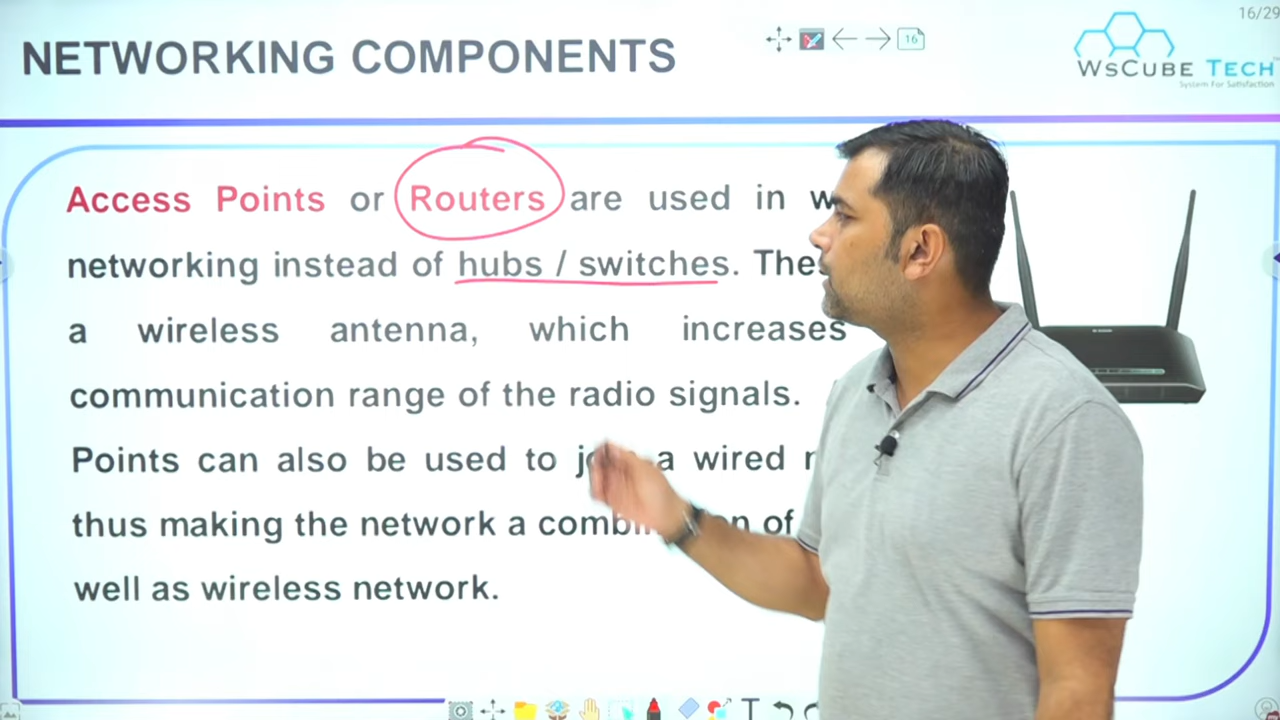 16/29
NETWORKING COMPONENTS
16
WSCUBE TECH
System For Satisfaction
Access Points or Routers are used in
networking instead of hubs / switches.
a wireless antenna, which increases
communication range of the radio signals.
Points can also be used to a wired
thus making the network a of
well as wireless network.
T